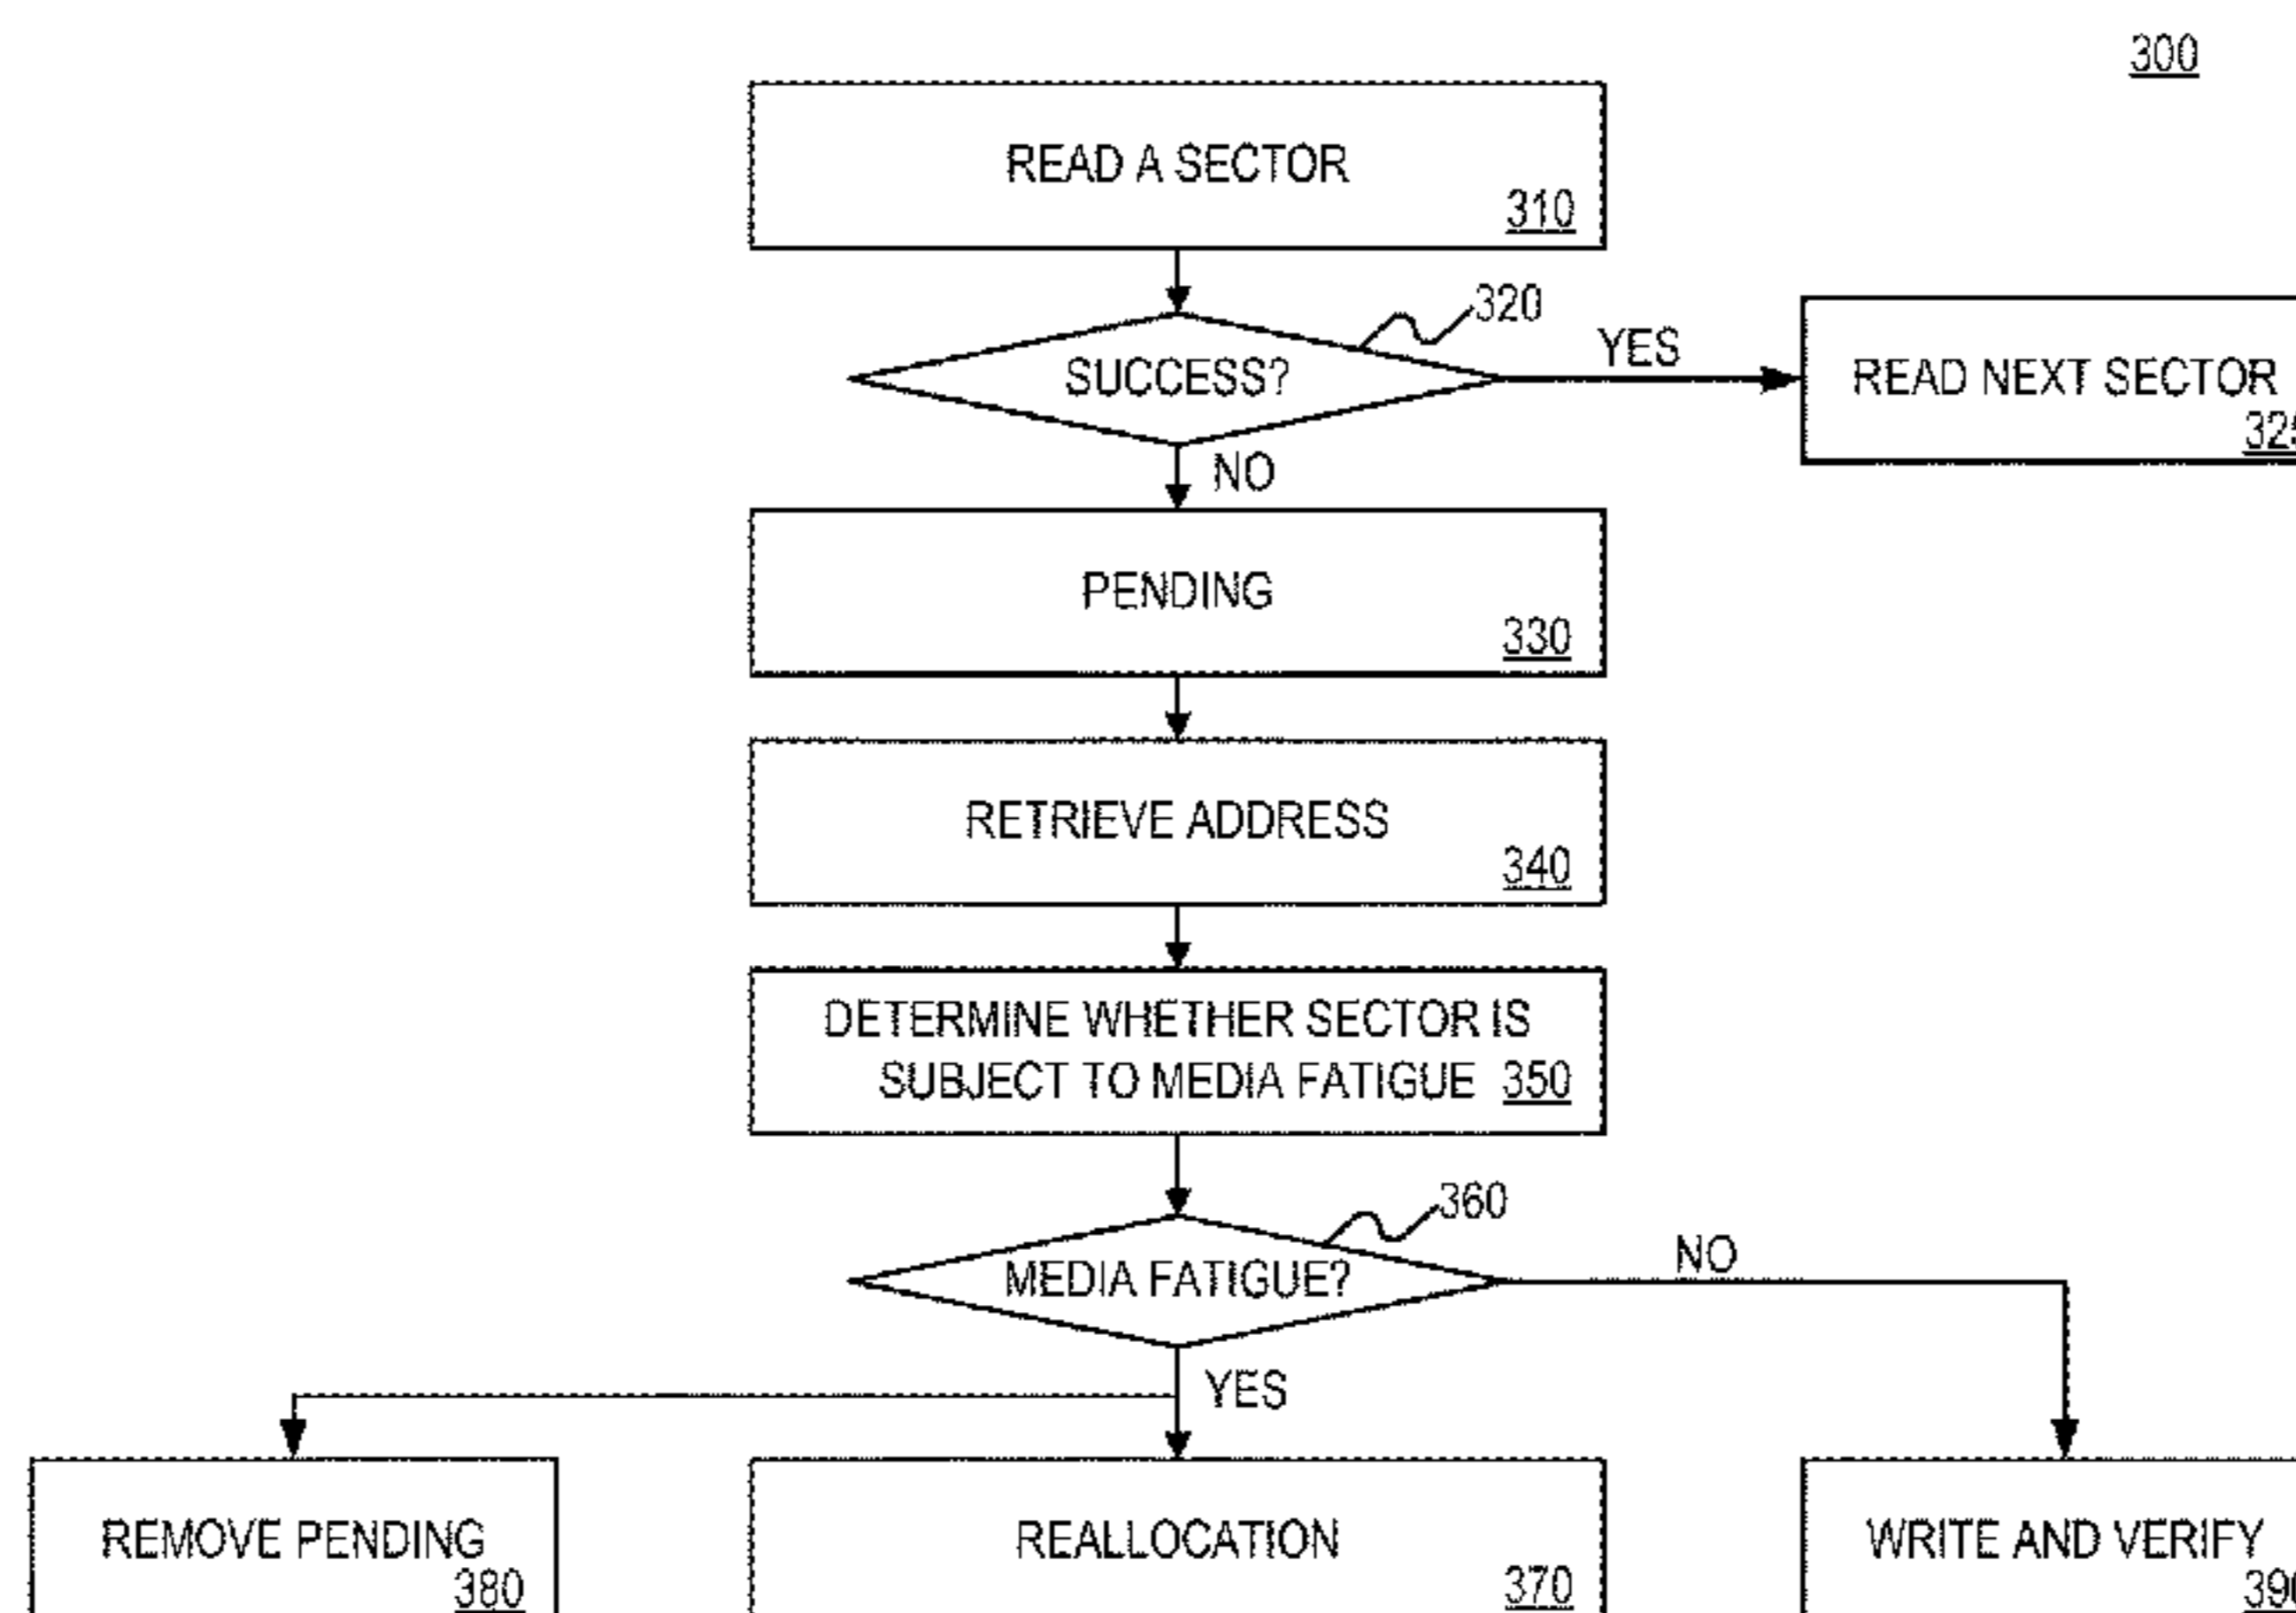 300
READ A SECTOR
310
320
SUCCESS?
YES
READ NEXT SECTOR
325
NO
PENDING
330
RETRIEVE ADDRESS
340
DETERMINE WHETHER SECTOR IS
SUBJECT TO MEDIA FATIGUE 350
360
MEDIA FATIGUE?
NO
YES
REMOVE PENDING
380
REALLOCATION
370
WRITE AND VERIFY
390